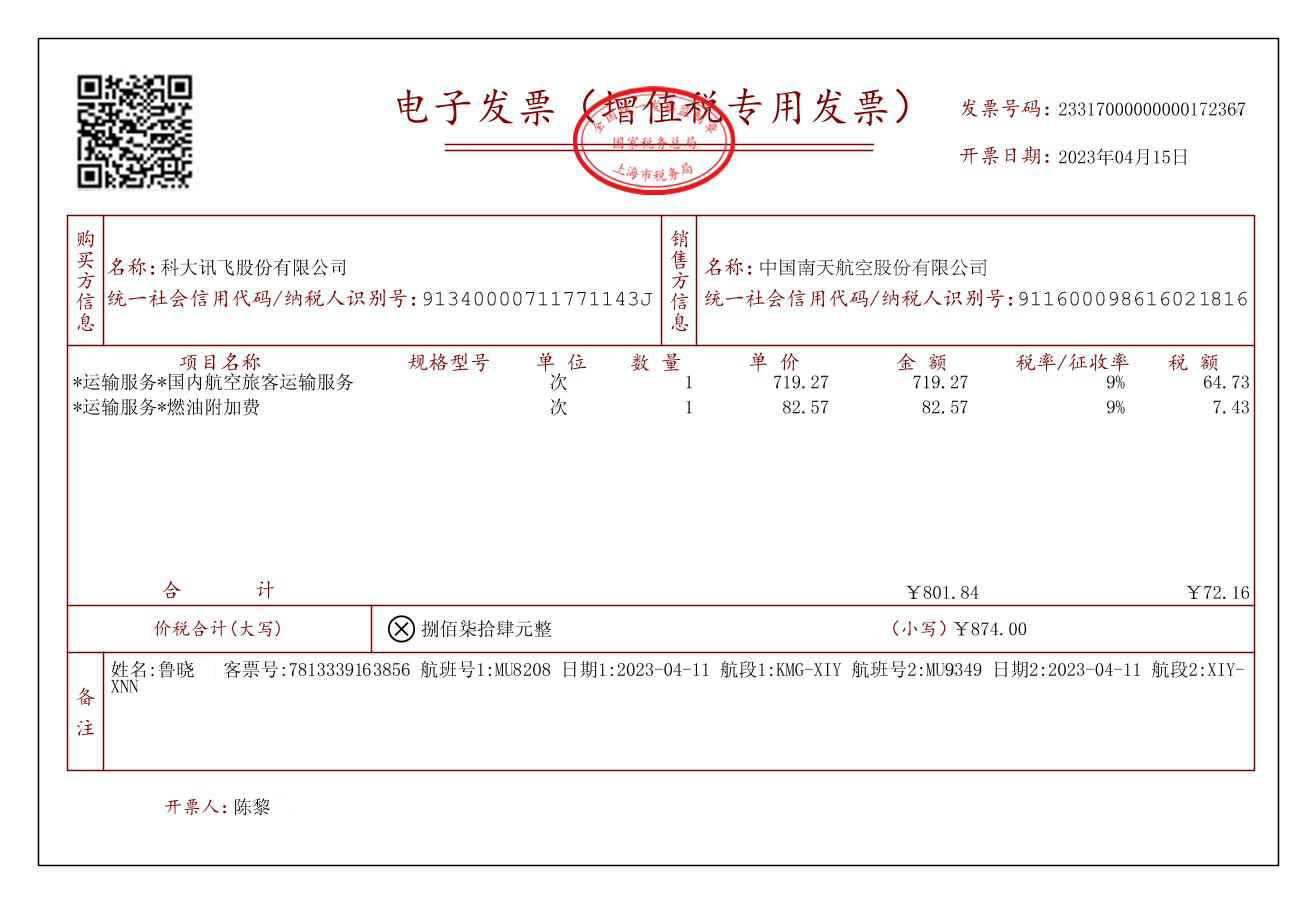 电子发票（增值税专用发票）
全国统一发票监制章
国家税务总局
上海市税务局
发票号码：23317000000000172367
开票日期：2023年04月15日
购买方信息
名称：科大讯飞股份有限公司
统一社会信用代码/纳税人识别号：91340000711771143J
销售方信息
名称：中国南天航空股份有限公司
统一社会信用代码/纳税人识别号：911600098616021816
项目名称 规格型号 单位 数量 单价 金额 税率/征收率 税额
*运输服务*国内航空旅客运输服务 次 1 719.27 719.27 9% 64.73
*运输服务*燃油附加费 次 1 82.57 82.57 9% 7.43
合计 ￥801.84 ￥72.16
价税合计(大写) 捌佰柒拾肆元整 （小写）￥874.00
备注
姓名:鲁晓 客票号:7813339163856 航班号1:MU8208 日期1:2023-04-11 航段1:KMG-XIY 航班号2:MU9349 日期2:2023-04-11 航段2:XIY-
XNN
开票人：陈黎